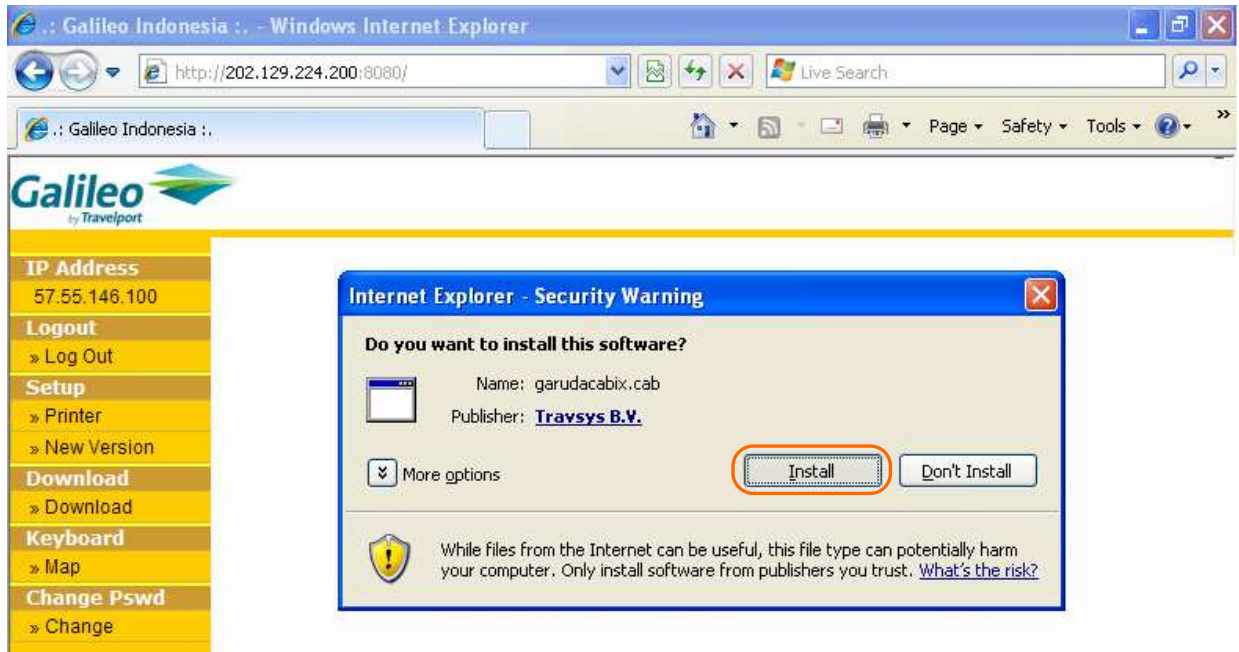 .: Galileo Indonesia :. - Windows Internet Explorer
http://202.129.224.200:8080/
Live Search
.: Galileo Indonesia :.
Page Safety Tools
Galileo
by Travelport
IP Address
57.55.146.100
Logout
» Log Out
Setup
» Printer
» New Version
Download
» Download
Keyboard
» Map
Change Pswd
» Change
Internet Explorer - Security Warning
Do you want to install this software?
Name: garudacabix.cab
Publisher: Travsys B.V.
More options
Install
Don't Install
While files from the Internet can be useful, this file type can potentially harm
your computer. Only install software from publishers you trust. What's the risk?